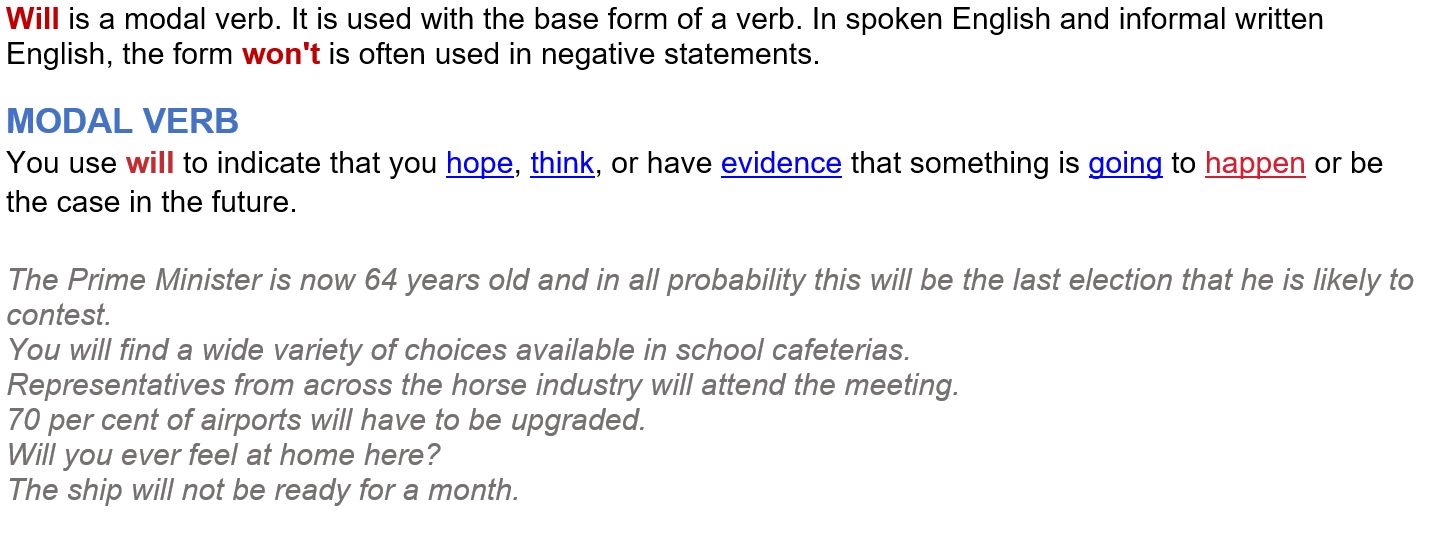 Will is a modal verb. It is used with the base form of a verb. In spoken English and informal written
English, the form won't is often used in negative statements.
MODAL VERB
You use will to indicate that you hope, think, or have evidence that something is going to happen or be
the case in the future.
The Prime Minister is now 64 years old and in all probability this will be the last election that he is likely to
contest.
You will find a wide variety of choices available in school cafeterias.
Representatives from across the horse industry will attend the meeting.
70 per cent of airports will have to be upgraded.
Will you ever feel at home here?
The ship will not be ready for a month.